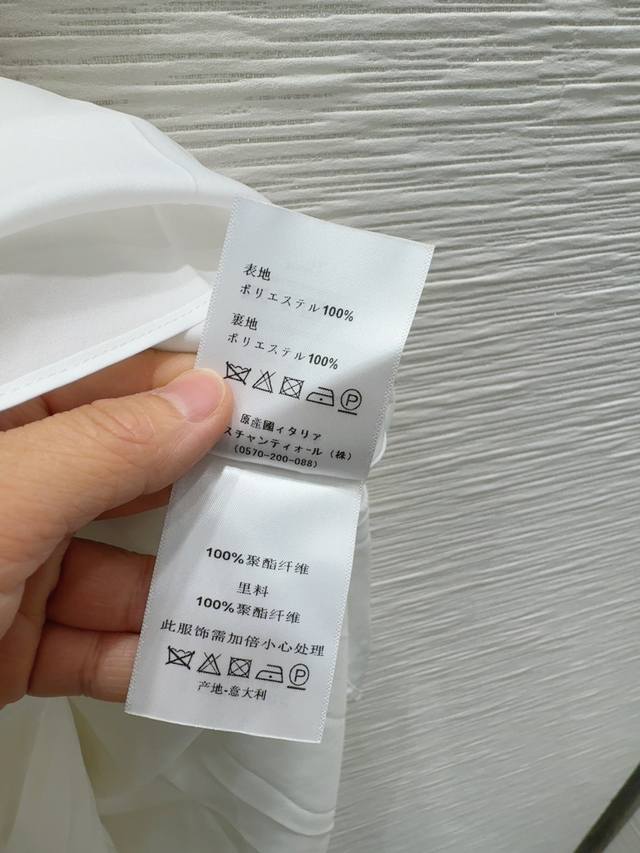 表地
ポリエステル100%
裏地
ポリエステル100%
P
原産國イタリァ
スチャンティオール(株)
(0570-200-088)
100%聚酯纤维
里料
100%聚酯纤维
此服饰需加倍小心处理
P
产地-意大利